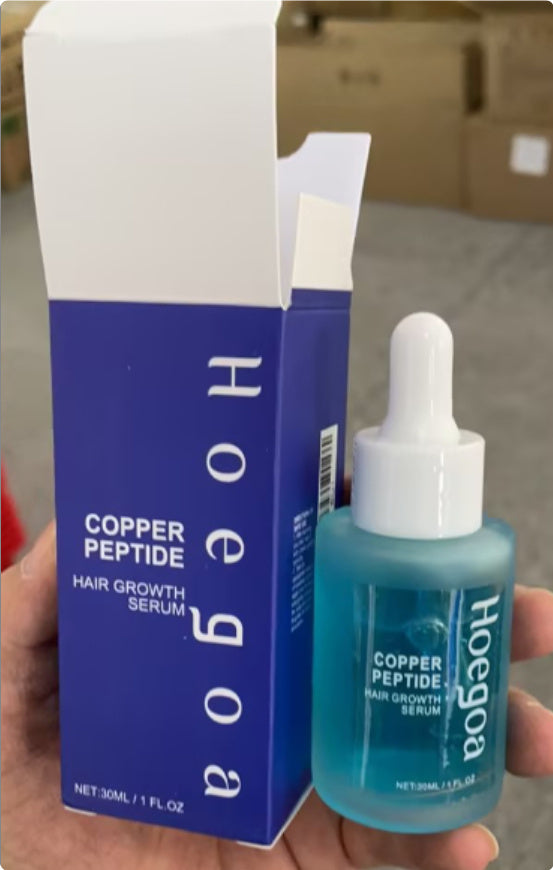 Hoegoa
COPPER
PEPTIDE
HAIR GROWTH
SERUM
NET:30ML / 1 FL.OZ
Hoegoa
COPPER
PEPTIDE
HAIR GROWTH
SERUM
NET:30ML / 1 FL.OZ